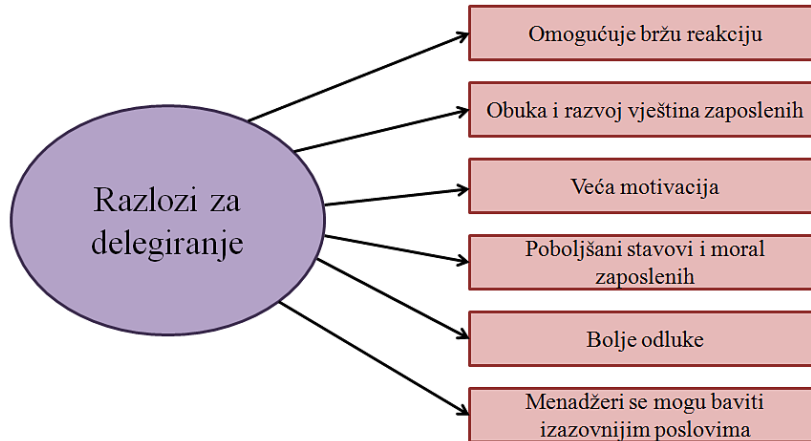 Razlozi za
delegiranje
Omogućuje bržu reakciju
Obuka i razvoj vještina zaposlenih
Veća motivacija
Poboljšani stavovi i moral
zaposlenih
Bolje odluke
Menadžeri se mogu baviti
izazovnijim poslovima